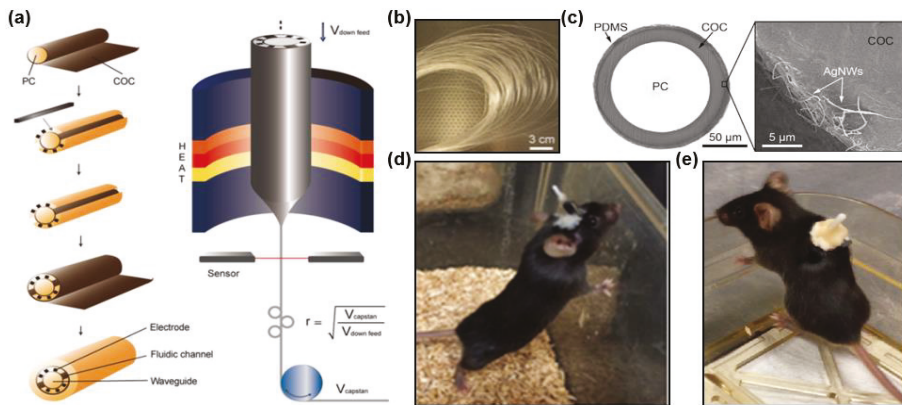 (a)
PC
COC
Electrode
Fluidic channel
Waveguide
V down feed
HEAT
Sensor
r = √(V capstan / V down feed)
V capstan
(b)
3 cm
(c)
PDMS
COC
PC
50 µm
COC
AgNWs
5 µm
(d)
(e)